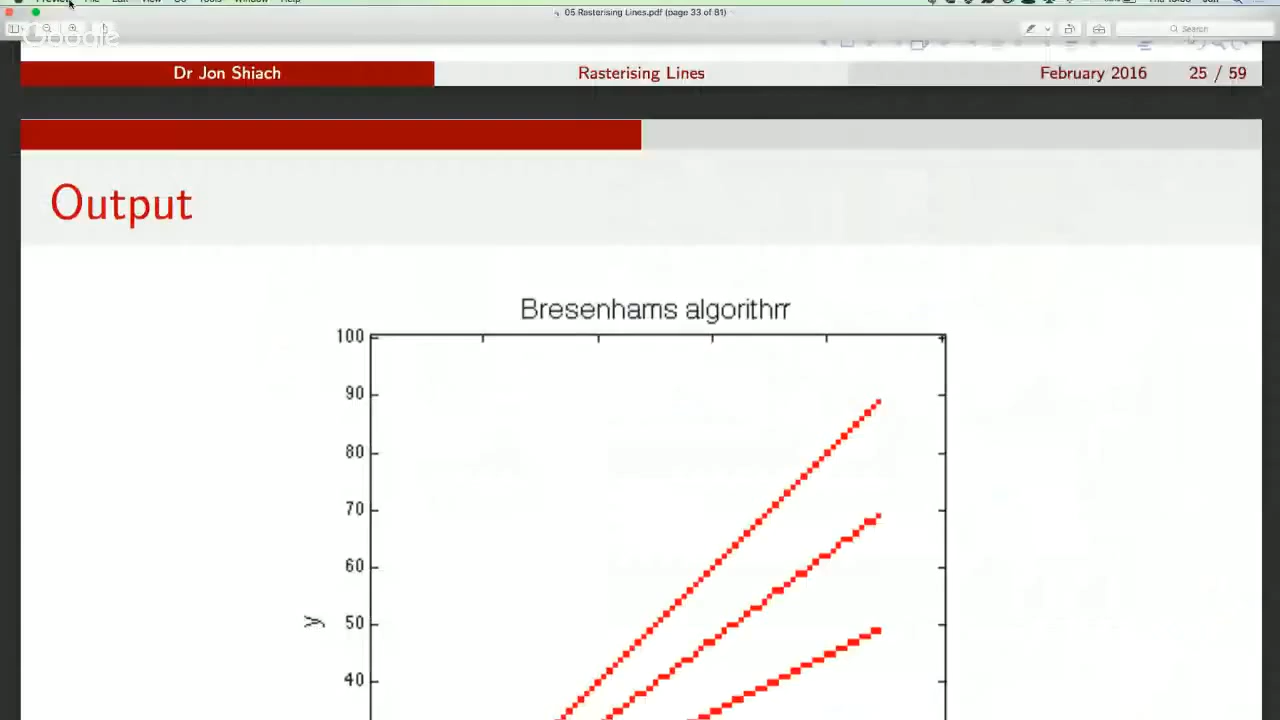 05 Rasterising Lines.pdf (page 33 of 81)
Search
Dr Jon Shiach Rasterising Lines February 2016 25 / 59
Output
Bresenhams algorithm
100
90
80
70
60
50
40
y